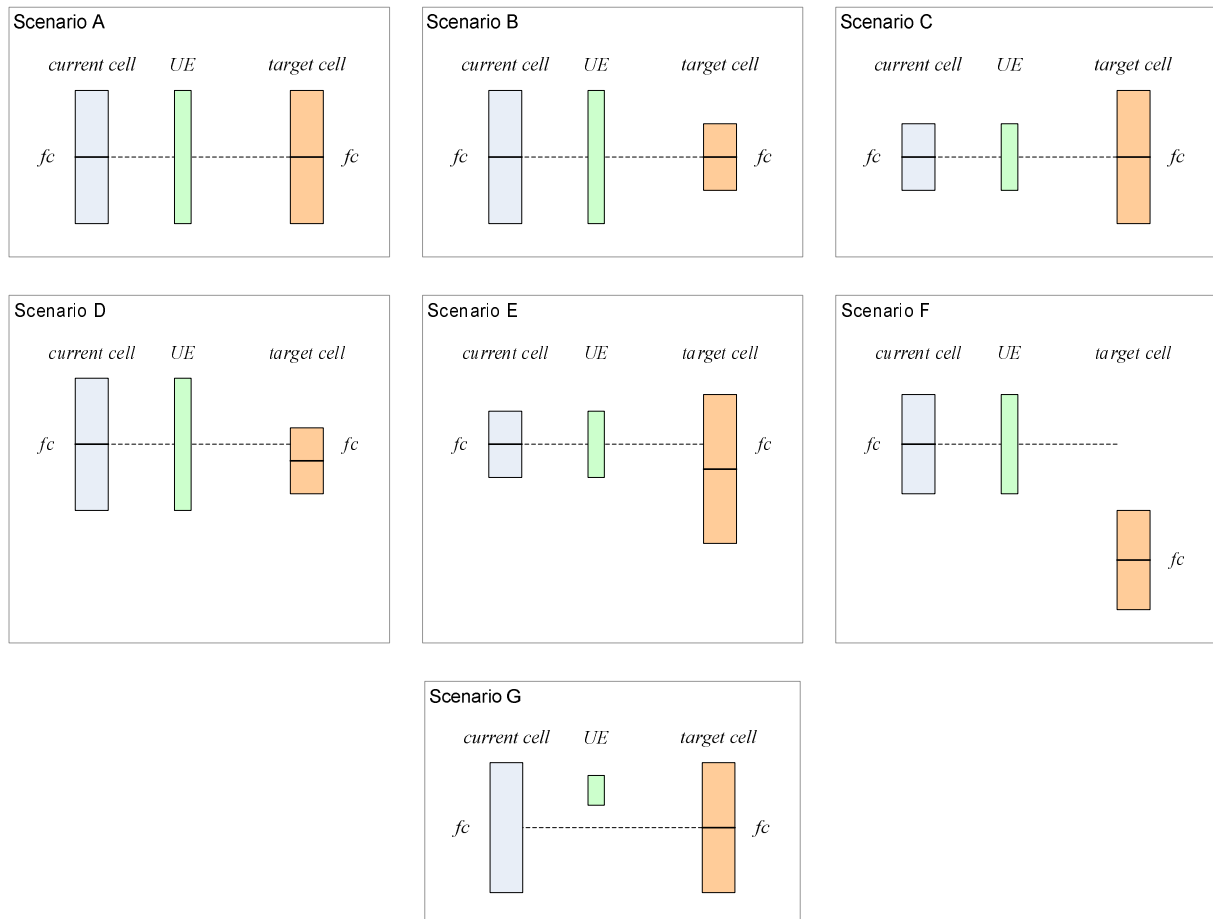 Scenario A
current cell UE target cell
fc fc
Scenario B
current cell UE target cell
fc fc
Scenario C
current cell UE target cell
fc fc
Scenario D
current cell UE target cell
fc fc
Scenario E
current cell UE target cell
fc fc
Scenario F
current cell UE target cell
fc
fc
Scenario G
current cell UE target cell
fc fc